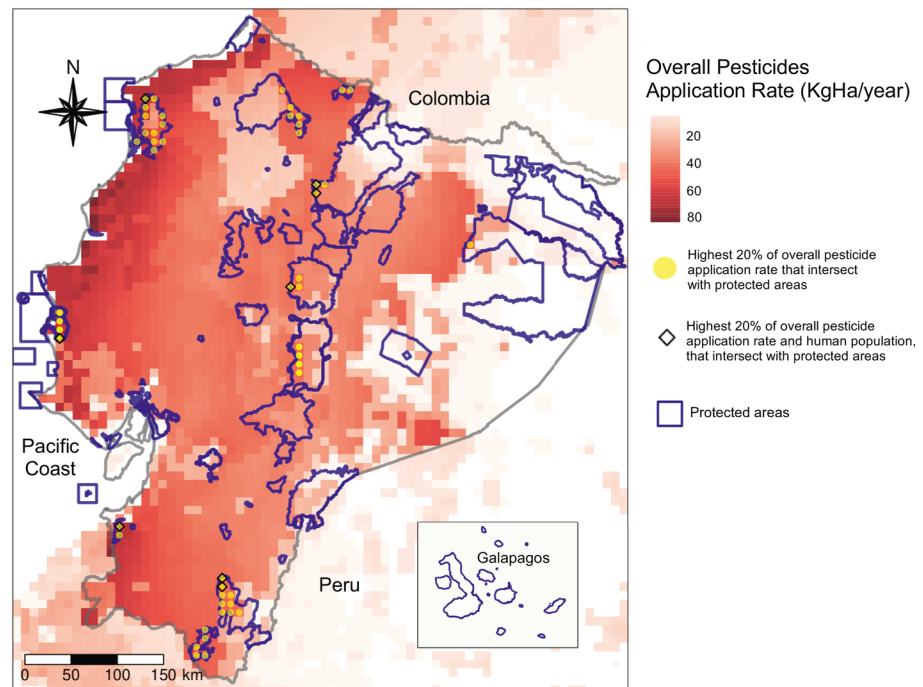 N
Colombia
Pacific
Coast
Peru
Galapagos
0 50 100 150 km
Overall Pesticides
Application Rate (KgHa/year)
20
40
60
80
Highest 20% of overall pesticide
application rate that intersect
with protected areas
Highest 20% of overall pesticide
application rate and human population,
that intersect with protected areas
Protected areas